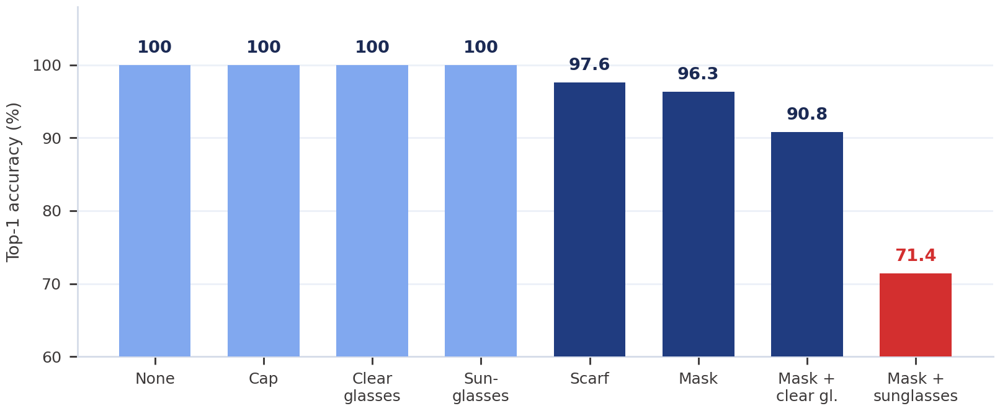 Top-1 accuracy (%)
100
90
80
70
60
100
100
100
100
97.6
96.3
90.8
71.4
None
Cap
Clear
glasses
Sun-
glasses
Scarf
Mask
Mask +
clear gl.
Mask +
sunglasses